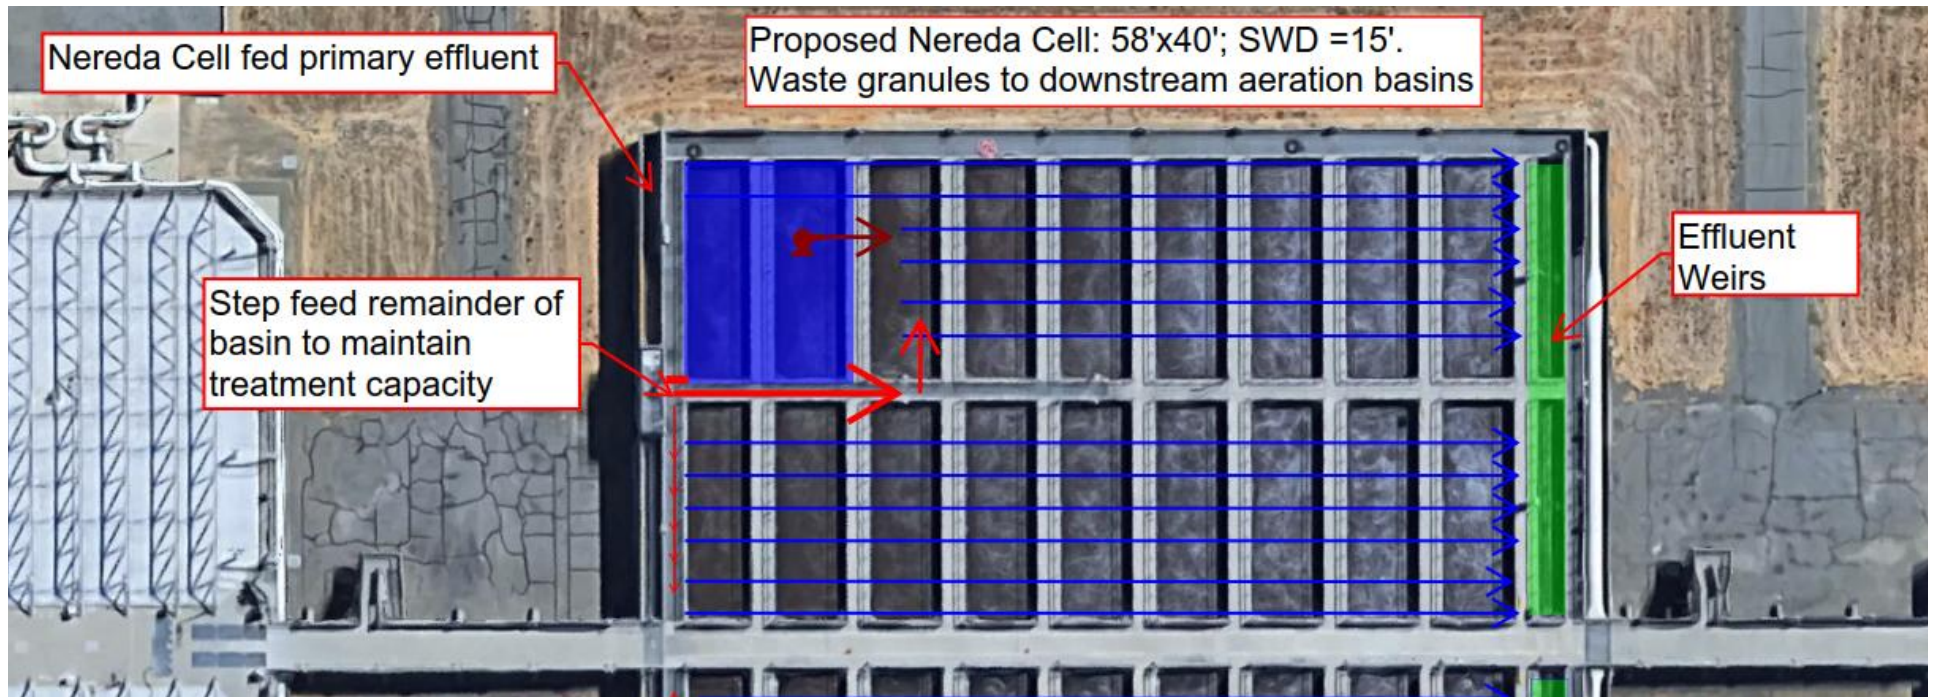 Nereda Cell fed primary effluent
Proposed Nereda Cell: 58'x40'; SWD =15'.
Waste granules to downstream aeration basins
Effluent
Weirs
Step feed remainder of
basin to maintain
treatment capacity